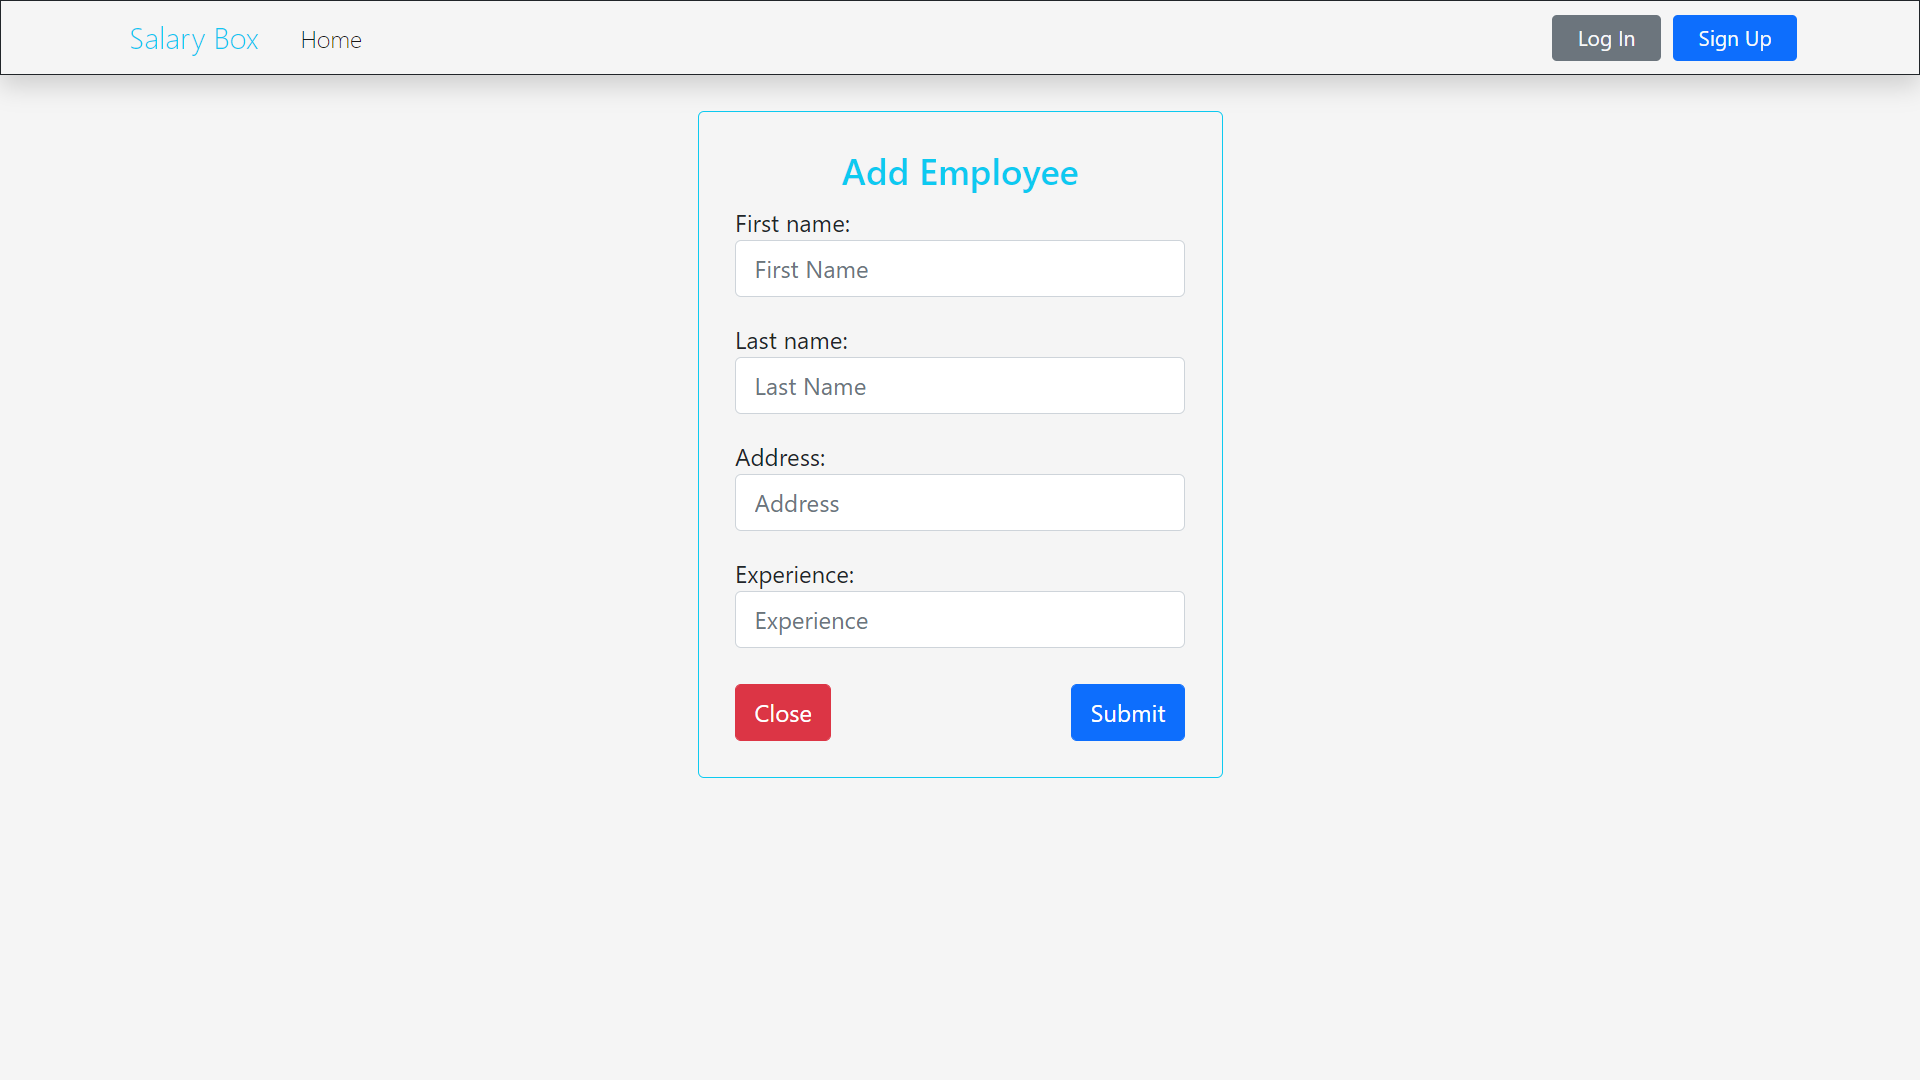 Salary Box Home Log In Sign Up
Add Employee
First name:
First Name
Last name:
Last Name
Address:
Address
Experience:
Experience
Close Submit